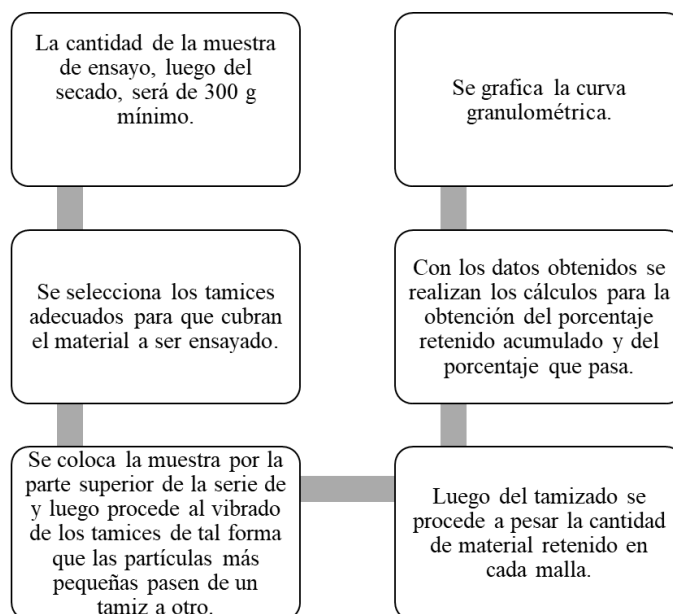 La cantidad de la muestra
de ensayo, luego del
secado, será de 300 g
mínimo.
Se selecciona los tamices
adecuados para que cubran
el material a ser ensayado.
Se coloca la muestra por la
parte superior de la serie de
y luego procede al vibrado
de los tamices de tal forma
que las partículas más
pequeñas pasen de un
tamiz a otro.
Luego del tamizado se
procede a pesar la cantidad
de material retenido en
cada malla.
Con los datos obtenidos se
realizan los cálculos para la
obtención del porcentaje
retenido acumulado y del
porcentaje que pasa.
Se grafica la curva
granulométrica.